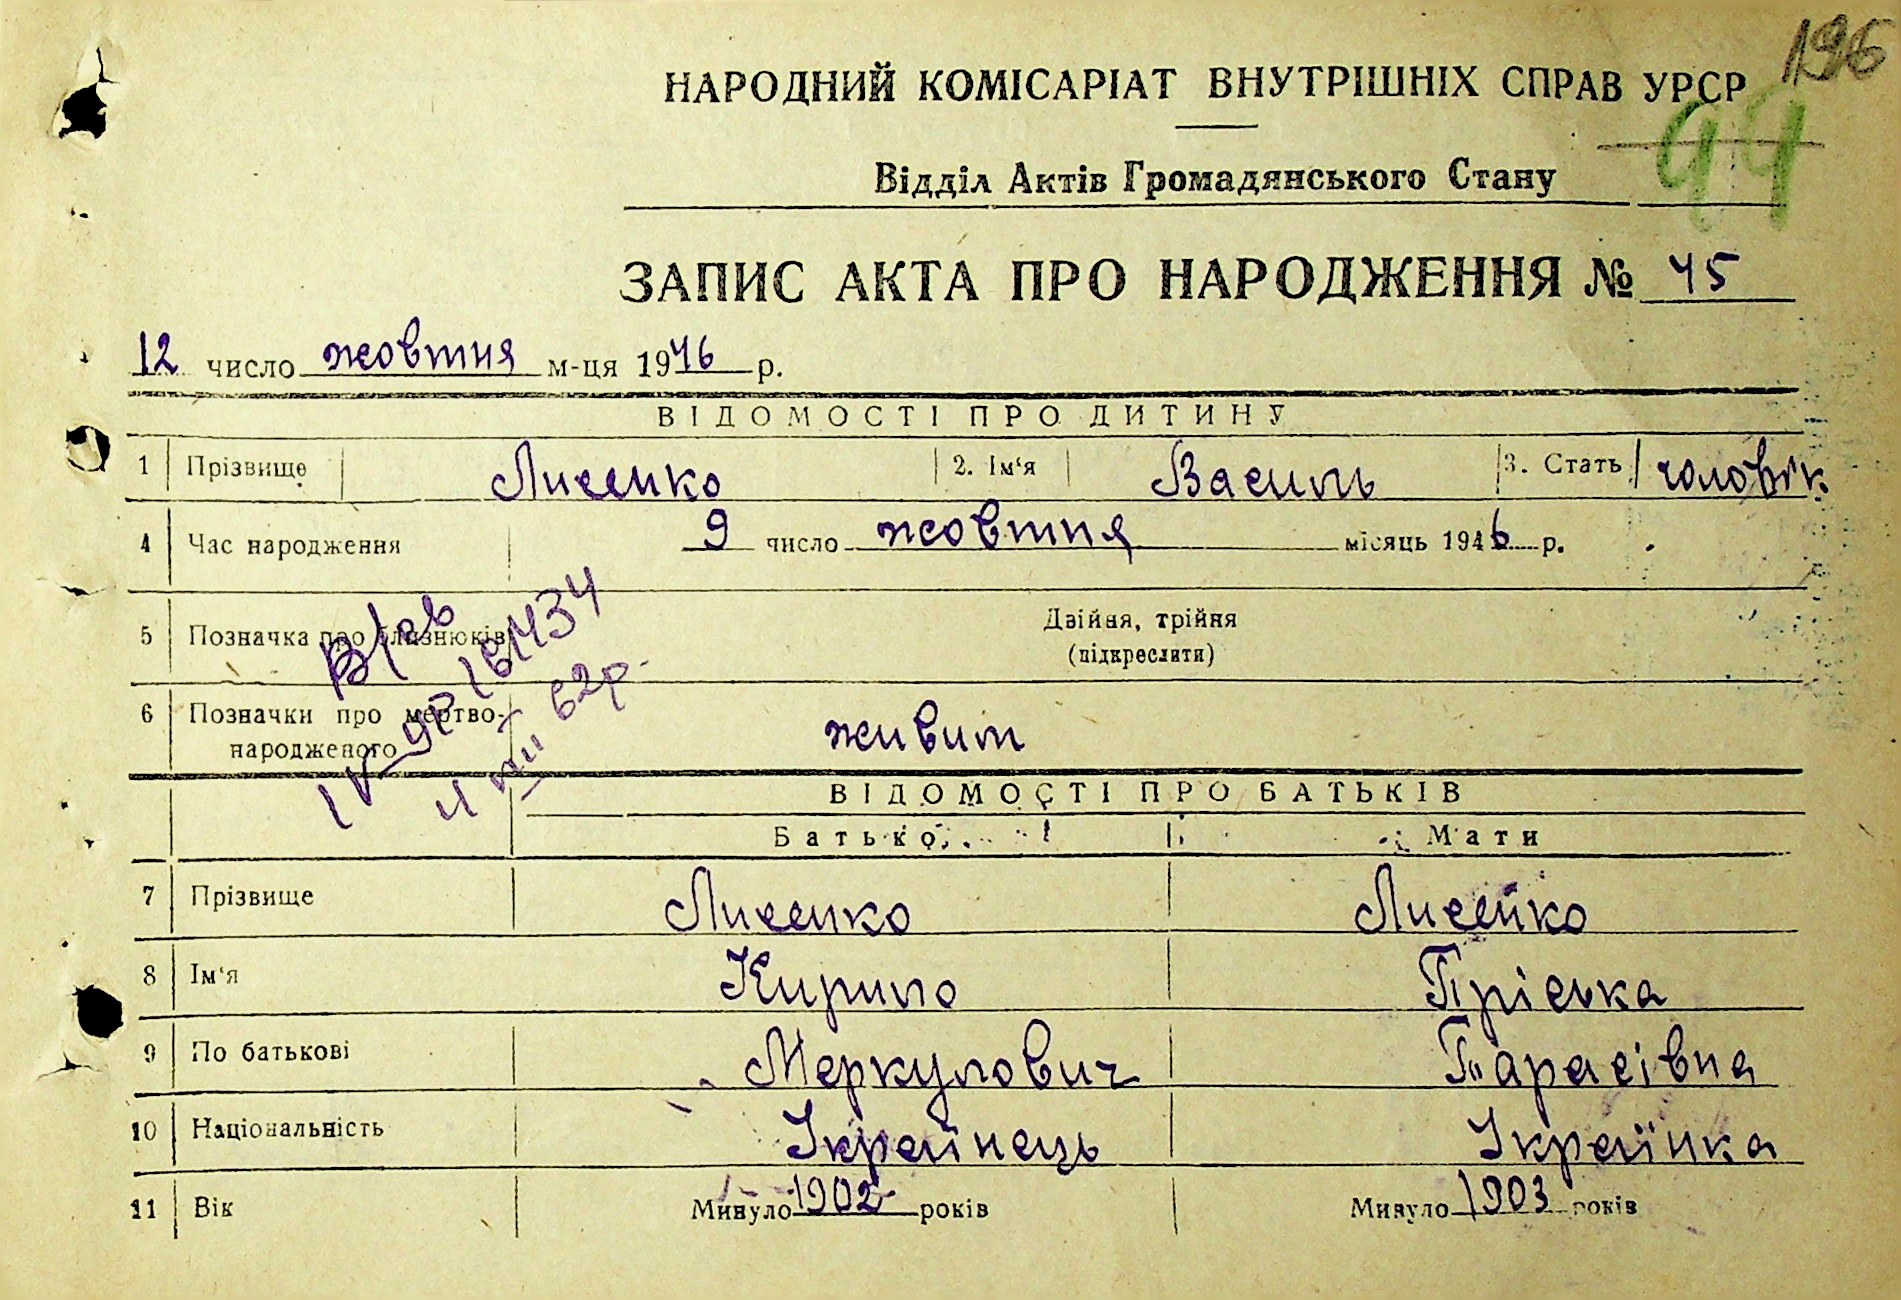 196
НАРОДНИЙ КОМІСАРІАТ ВНУТРІШНІХ СПРАВ УРСР
Відділ Актів Громадянського Стану
ЗАПИС АКТА ПРО НАРОДЖЕННЯ № 45
12 число жовтня м-ця 1946 р.
ВІДОМОСТІ ПРО ДИТИНУ
1 Прізвище Лисенко 2. Ім‘я Василь 3. Стать чоловік
4 Час народження 9 число жовтня місяць 1946 р.
5 Позначка про близнюків Двійня, трійня
(підкреслити)
6 Позначки про мертво-
народженого живим
ВІДОМОСТІ ПРО БАТЬКІВ
Батько Мати
7 Прізвище Лисенко Лисенко
8 Ім‘я Кирило Пріська
9 По батькові Меркулович Тарасівна
10 Національність Українець Українка
11 Вік Минуло 1902 років Минуло 1903 років